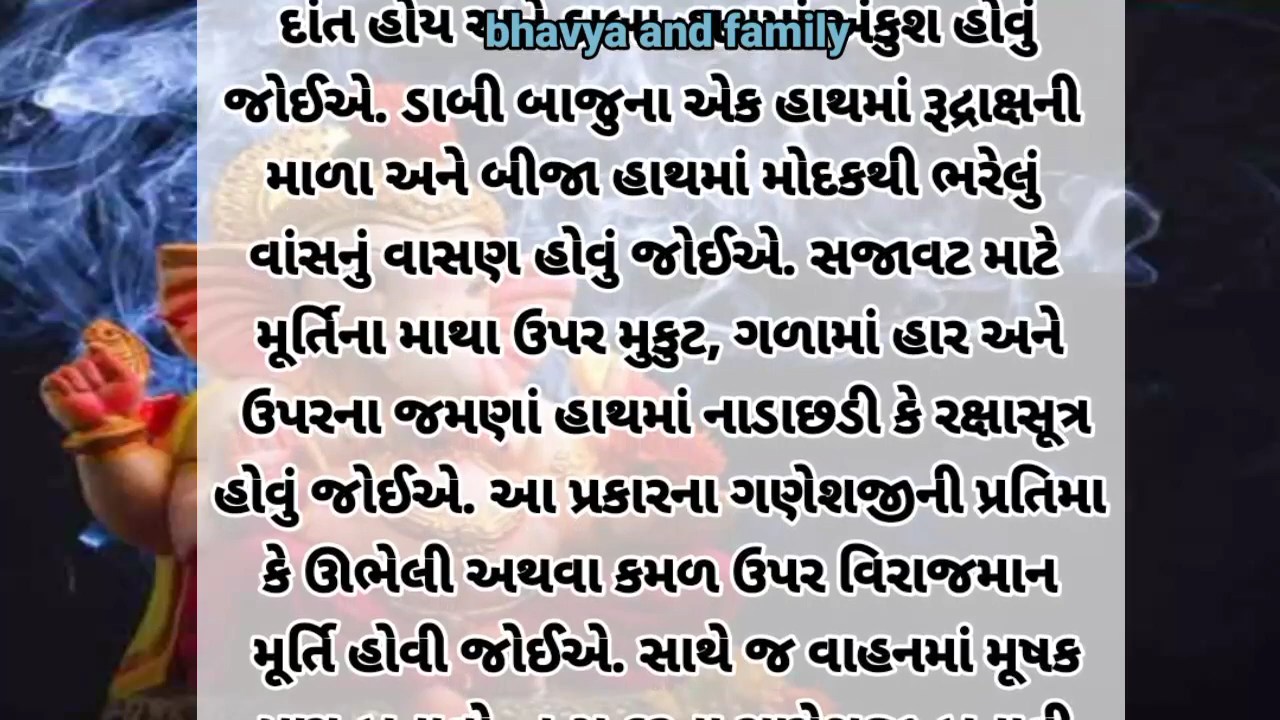 bhavya and family
દાંત હોય અંકુશ હોવું
જોઈએ. ડાબી બાજુના એક હાથમાં રૂદ્રાક્ષની
માળા અને બીજા હાથમાં મોદકથી ભરેલું
વાંસનું વાસણ હોવું જોઈએ. સજાવટ માટે
મૂર્તિના માથા ઉપર મુકુટ, ગળામાં હાર અને
ઉપરના જમણાં હાથમાં નાડાછડી કે રક્ષાસૂત્ર
હોવું જોઈએ. આ પ્રકારના ગણેશજીની પ્રતિમા
કે ઊભેલી અથવા કમળ ઉપર વિરાજમાન
મૂર્તિ હોવી જોઈએ. સાથે જ વાહનમાં મૂષક